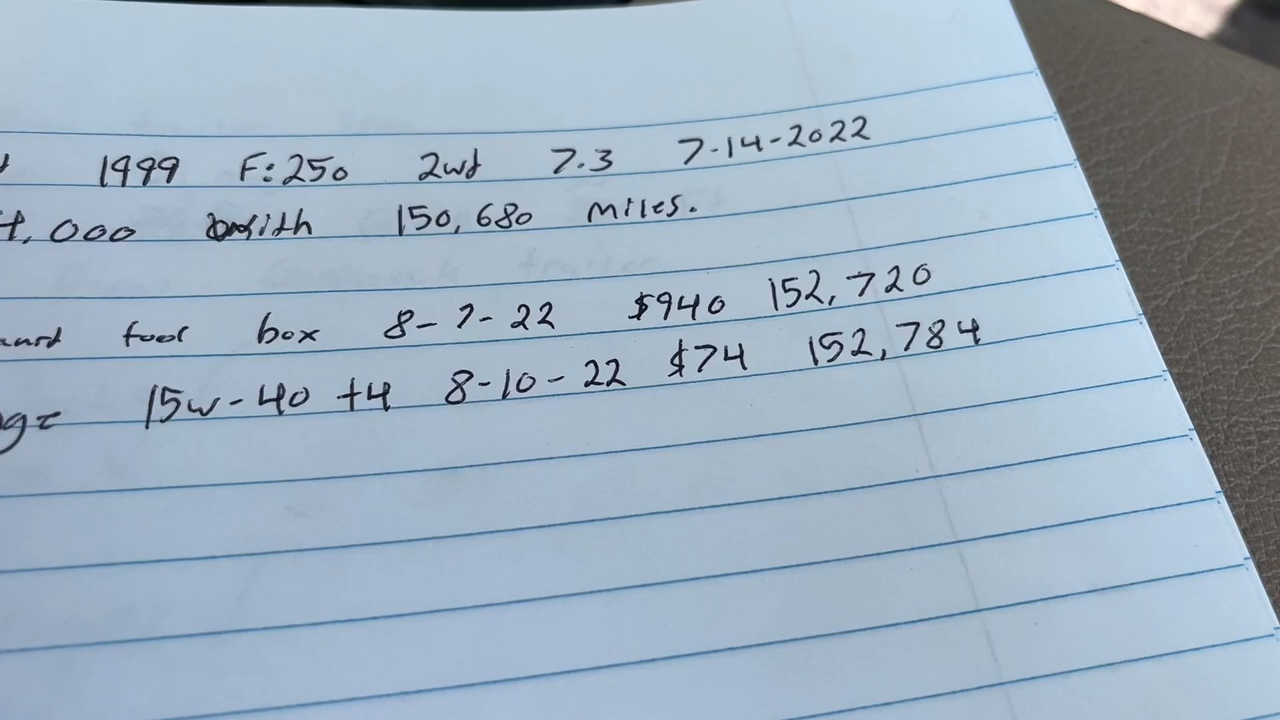 1999 F:250 2wd 7.3 7-14-2022
,000 with 150,680 miles.
tool box 8-7-22 $940 152,720
15w-40 +4 8-10-22 $74 152,784